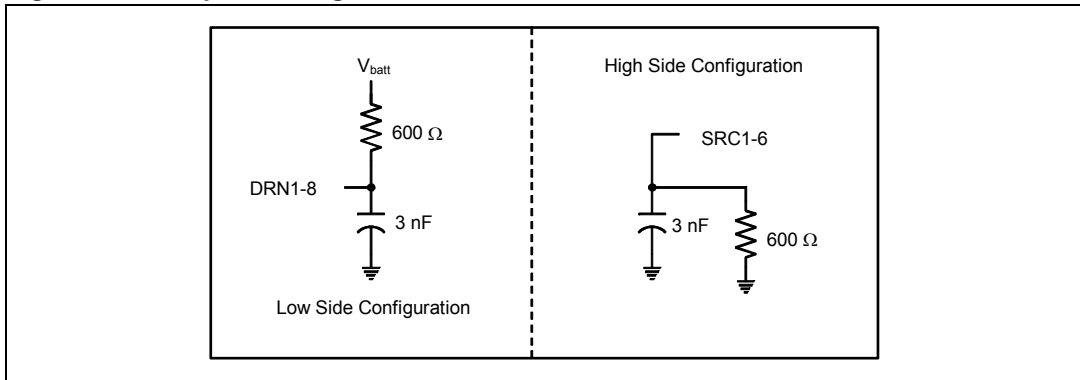 V_batt
600 Ω
DRN1-8
3 nF
Low Side Configuration
High Side Configuration
SRC1-6
3 nF
600 Ω